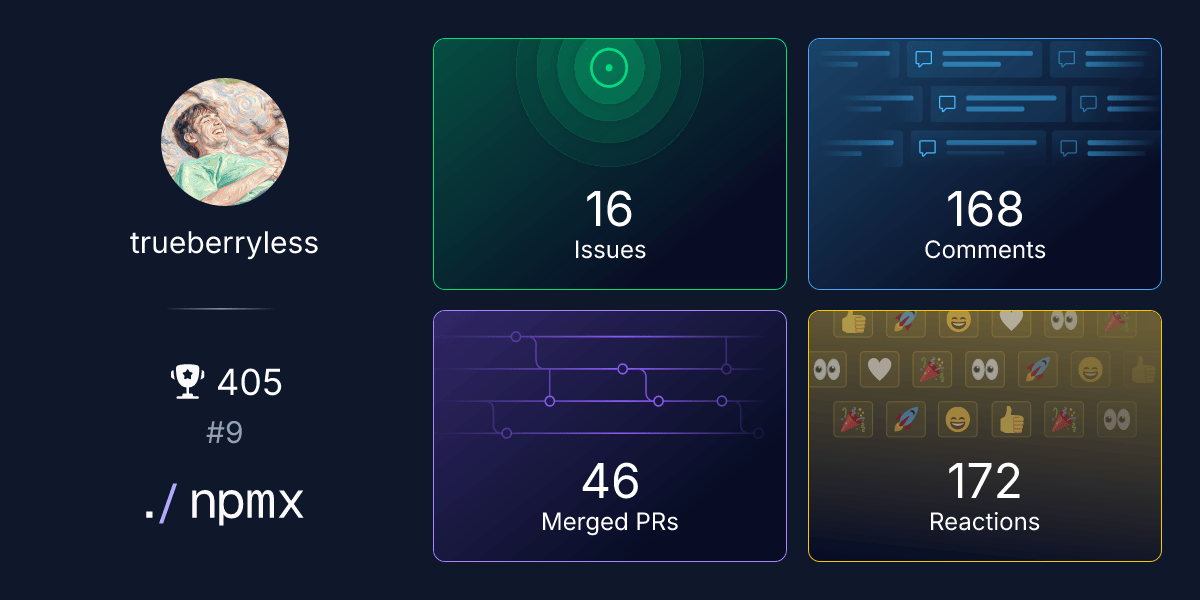 trueberryless
405
#9
./npmx
16
Issues
168
Comments
46
Merged PRs
172
Reactions